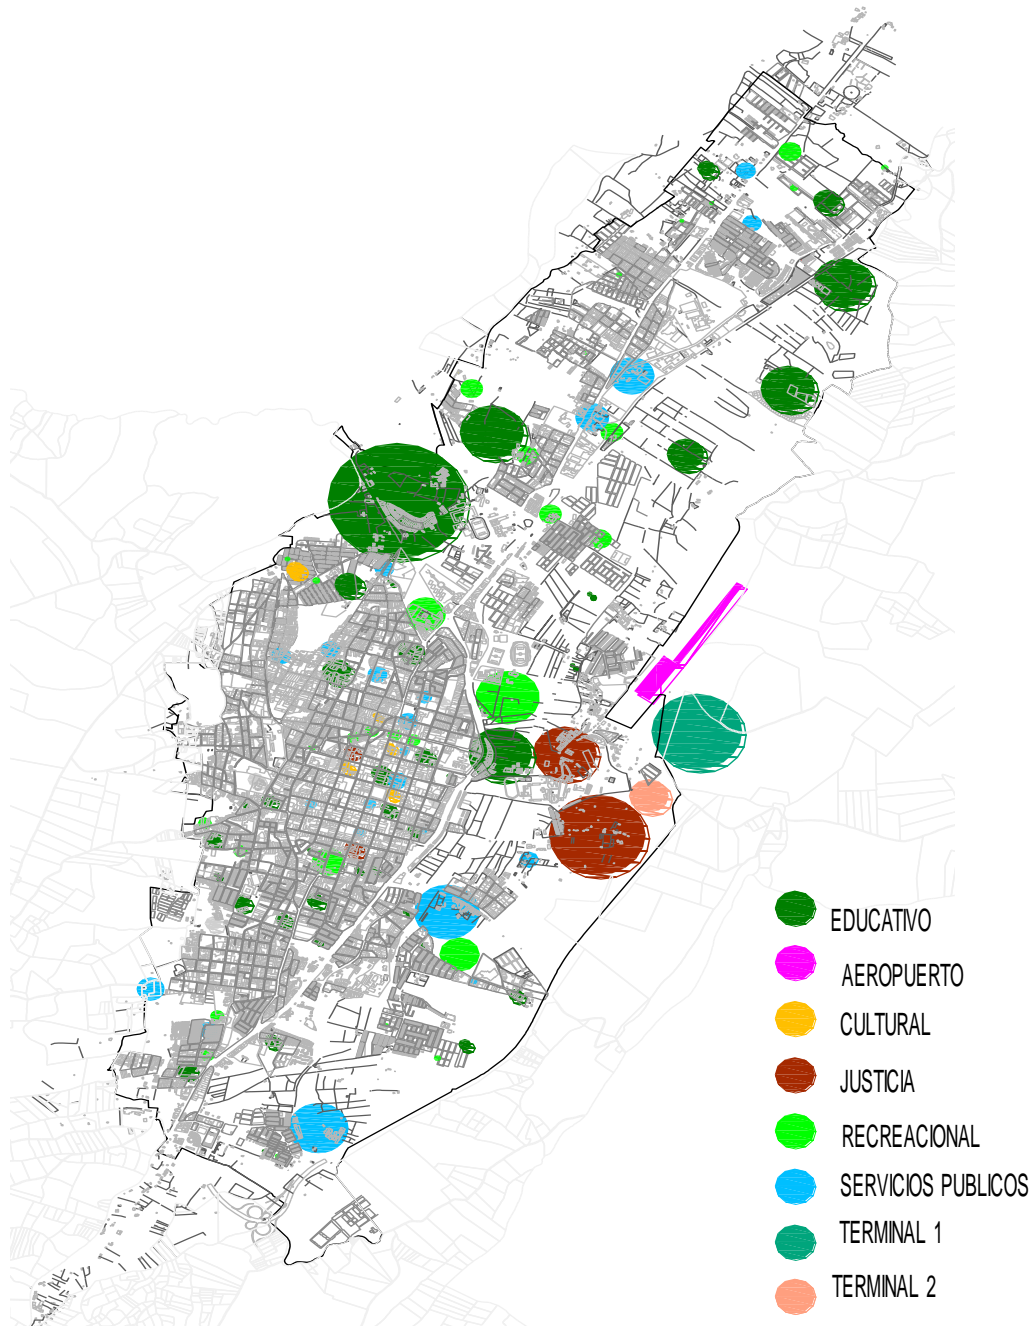 EDUCATIVO
AEROPUERTO
CULTURAL
JUSTICIA
RECREACIONAL
SERVICIOS PUBLICOS
TERMINAL 1
TERMINAL 2